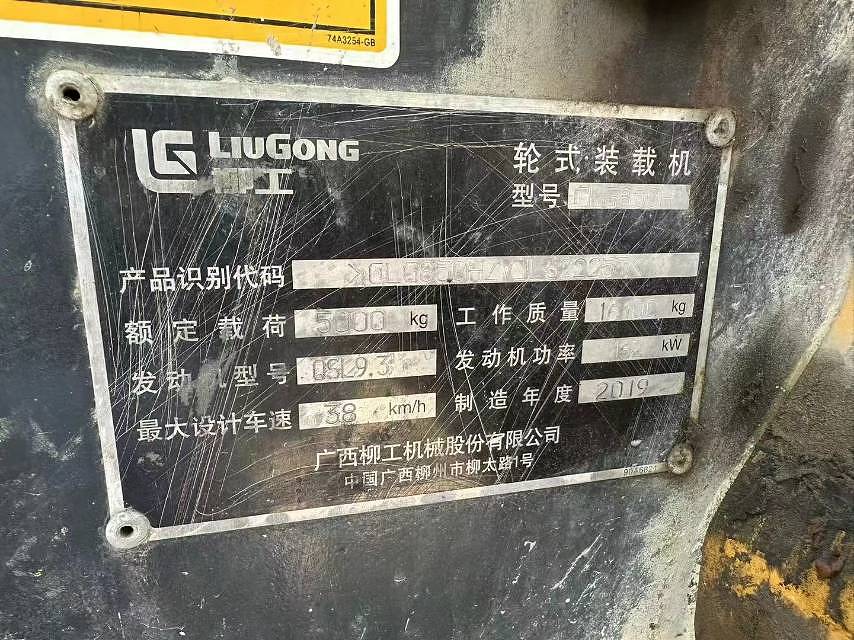 74A3254-GB
LIUGONG
柳工
轮式装载机
型号
产品识别代码
额定载荷 5000 kg 工作质量 kg
发动机型号 QSL9.3 发动机功率 kW
最大设计车速 38 km/h 制造年度 2019
广西柳工机械股份有限公司
中国广西柳州市柳太路1号